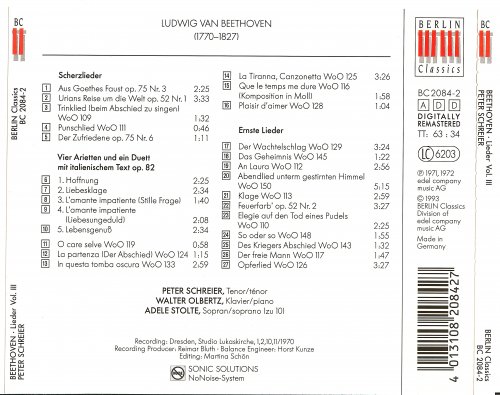 LUDWIG VAN BEETHOVEN
(1770–1827)
Scherzlieder
1 Aus Goethes Faust op. 75 Nr. 3 2:25
2 Urians Reise um die Welt op. 52 Nr. 1 3:33
3 Trinklied (beim Abschied zu singen)
WoO 109 1:32
4 Punschlied WoO 111 0:46
5 Der Zufriedene op. 75 Nr. 6 1:11
Vier Arietten und ein Duett
mit italienischem Text op. 82
6 1. Hoffnung 2:25
7 2. Liebesklage 2:34
8 3. L'amante impatiente (Stille Frage) 1:40
9 4. L'amante impatiente
(Liebesungeduld) 2:08
10 5. Lebensgenuß 2:34
11 O care selve WoO 119 0:58
12 La partenza (Der Abschied) WoO 124 1:15
13 In questa tomba oscura WoO 133 2:59
14 La Tiranna, Canzonetta WoO 125 3:26
15 Que le temps me dure WoO 116
(Komposition in Moll) 1:58
16 Plaisir d'aimer WoO 128 1:04
Ernste Lieder
17 Der Wachtelschlag WoO 129 3:24
18 Das Geheimnis WoO 145 1:55
19 An Laura WoO 112 2:56
20 Abendlied unterm gestirnten Himmel
WoO 150 5:15
21 Klage WoO 113 2:59
22 Feuerfarb' op. 52 Nr. 2 3:35
23 Elegie auf den Tod eines Pudels
WoO 110 2:25
24 So oder so WoO 148 1:55
25 Des Kriegers Abschied WoO 143 1:32
26 Der freie Mann WoO 117 1:47
27 Opferlied WoO 126 3:27
PETER SCHREIER, Tenor/ténor
WALTER OLBERTZ, Klavier/piano
ADELE STOLTE, Sopran/soprano (zu 10)
Recording: Dresden, Studio Lukaskirche, 1,2,10,11/1970
Recording Producer: Reimar Bluth · Balance Engineer: Horst Kunze
Editing: Martina Schön
SONIC SOLUTIONS
NoNoise-System
BERLIN
Classics
BC 2084-2
A D D
DIGITALLY
REMASTERED
TT: 63:34
LC 6203
Ⓟ 1971, 1972
edel company
music AG
© 1993
BERLIN Classics
Division of
edel company
music AG
Made in
Germany
4 013108 208427
BC
BERLIN Classics
BC 2084-2
BEETHOVEN · Lieder Vol. III
PETER SCHREIER
BC
BEETHOVEN · Lieder Vol. III
PETER SCHREIER
BERLIN Classics
BC 2084-2